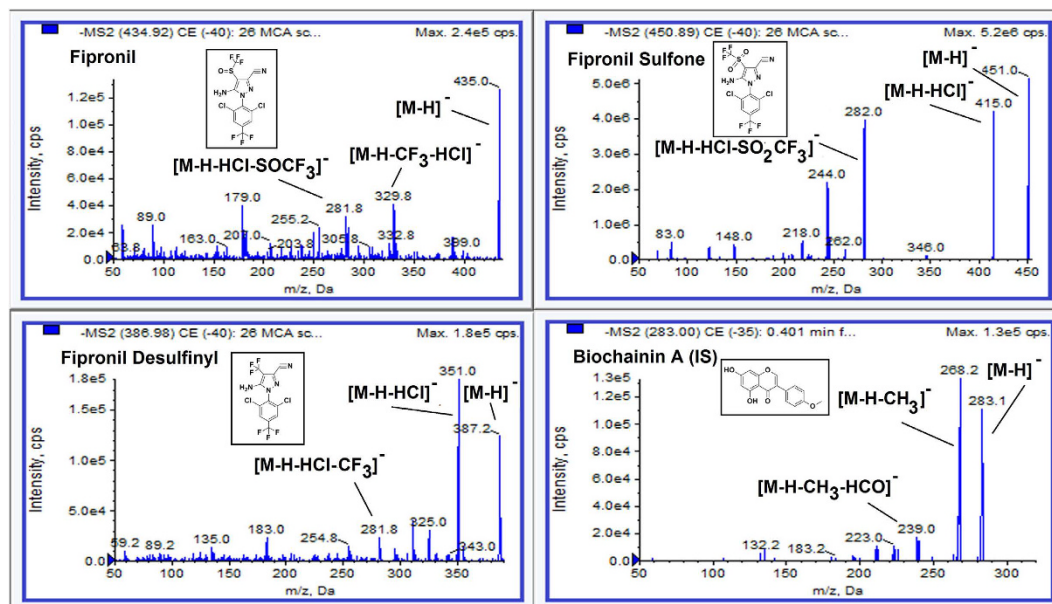 -MS2 (434.92) CE (-40): 26 MCA sc... Max. 2.4e5 cps.
Fipronil
435.0
[M-H]-
[M-H-CF3-HCl]-
[M-H-HCl-SOCF3]-
329.8
281.8
179.0
255.2
89.0
163.0
203.8
305.8
332.8
399.0
63.8
1.2e5
1.0e5
8.0e4
6.0e4
4.0e4
2.0e4
0.0
Intensity, cps
50 100 150 200 250 300 350 400
m/z, Da
F F F
O=S
CN
H2N
N-N
Cl Cl
F F F
-MS2 (450.89) CE (-40): 26 MCA sc... Max. 5.2e6 cps.
Fipronil Sulfone
[M-H]-
451.0
[M-H-HCl]-
415.0
282.0
[M-H-HCl-SO2CF3]-
244.0
83.0
148.0
218.0
262.0
346.0
5.0e6
4.0e6
3.0e6
2.0e6
1.0e6
0.0
Intensity, cps
50 100 150 200 250 300 350 400 450
m/z, Da
-MS2 (386.98) CE (-40): 26 MCA sc... Max. 1.8e5 cps.
Fipronil Desulfinyl
351.0
[M-H-HCl]-
[M-H]-
387.2
[M-H-HCl-CF3]-
281.8
325.0
183.0
135.0
254.8
59.2
89.2
343.0
1.8e5
1.5e5
1.0e5
5.0e4
0.0
Intensity, cps
50 100 150 200 250 300 350
m/z, Da
-MS2 (283.00) CE (-35): 0.401 min f... Max. 1.3e5 cps.
Biochainin A (IS)
268.2
[M-H]-
283.1
[M-H-CH3]-
[M-H-CH3-HCO]-
239.0
223.0
132.2
183.2
HO
O
OH O
O
1.3e5
1.2e5
1.0e5
8.0e4
6.0e4
4.0e4
2.0e4
0.0
Intensity, cps
50 100 150 200 250 300
m/z, Da